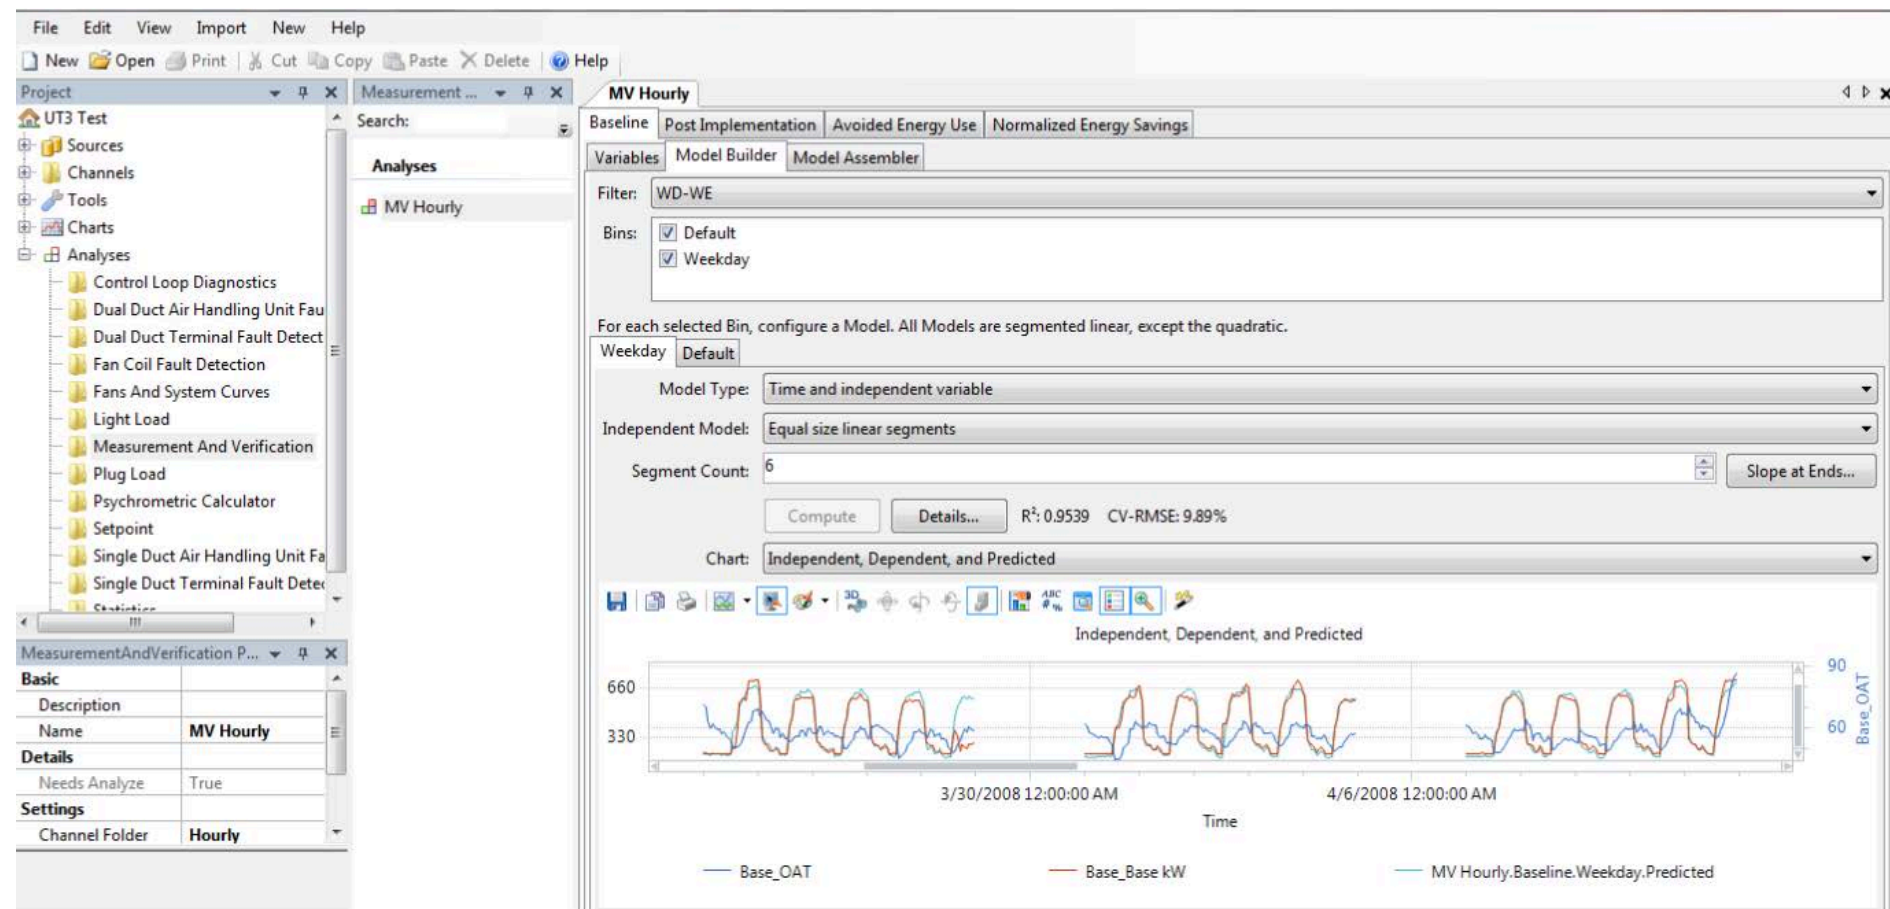 File Edit View Import New Help
New Open Print Cut Copy Paste Delete Help
Project
UT3 Test
Sources
Channels
Tools
Charts
Analyses
Control Loop Diagnostics
Dual Duct Air Handling Unit Fau
Dual Duct Terminal Fault Detect
Fan Coil Fault Detection
Fans And System Curves
Light Load
Measurement And Verification
Plug Load
Psychrometric Calculator
Setpoint
Single Duct Air Handling Unit Fa
Single Duct Terminal Fault Detec
Statistics
MeasurementAndVerification P...
Basic
Description
Name MV Hourly
Details
Needs Analyze True
Settings
Channel Folder Hourly
Measurement ...
Search:
Analyses
MV Hourly
MV Hourly
Baseline Post Implementation Avoided Energy Use Normalized Energy Savings
Variables Model Builder Model Assembler
Filter: WD-WE
Bins: Default
Weekday
For each selected Bin, configure a Model. All Models are segmented linear, except the quadratic.
Weekday Default
Model Type: Time and independent variable
Independent Model: Equal size linear segments
Segment Count: 6 Slope at Ends...
Compute Details... R²: 0.9539 CV-RMSE: 9.89%
Chart: Independent, Dependent, and Predicted
3D ABC #%
Independent, Dependent, and Predicted
660 90
330 60
Base_OAT
3/30/2008 12:00:00 AM 4/6/2008 12:00:00 AM
Time
Base_OAT Base_Base kW MV Hourly.Baseline.Weekday.Predicted